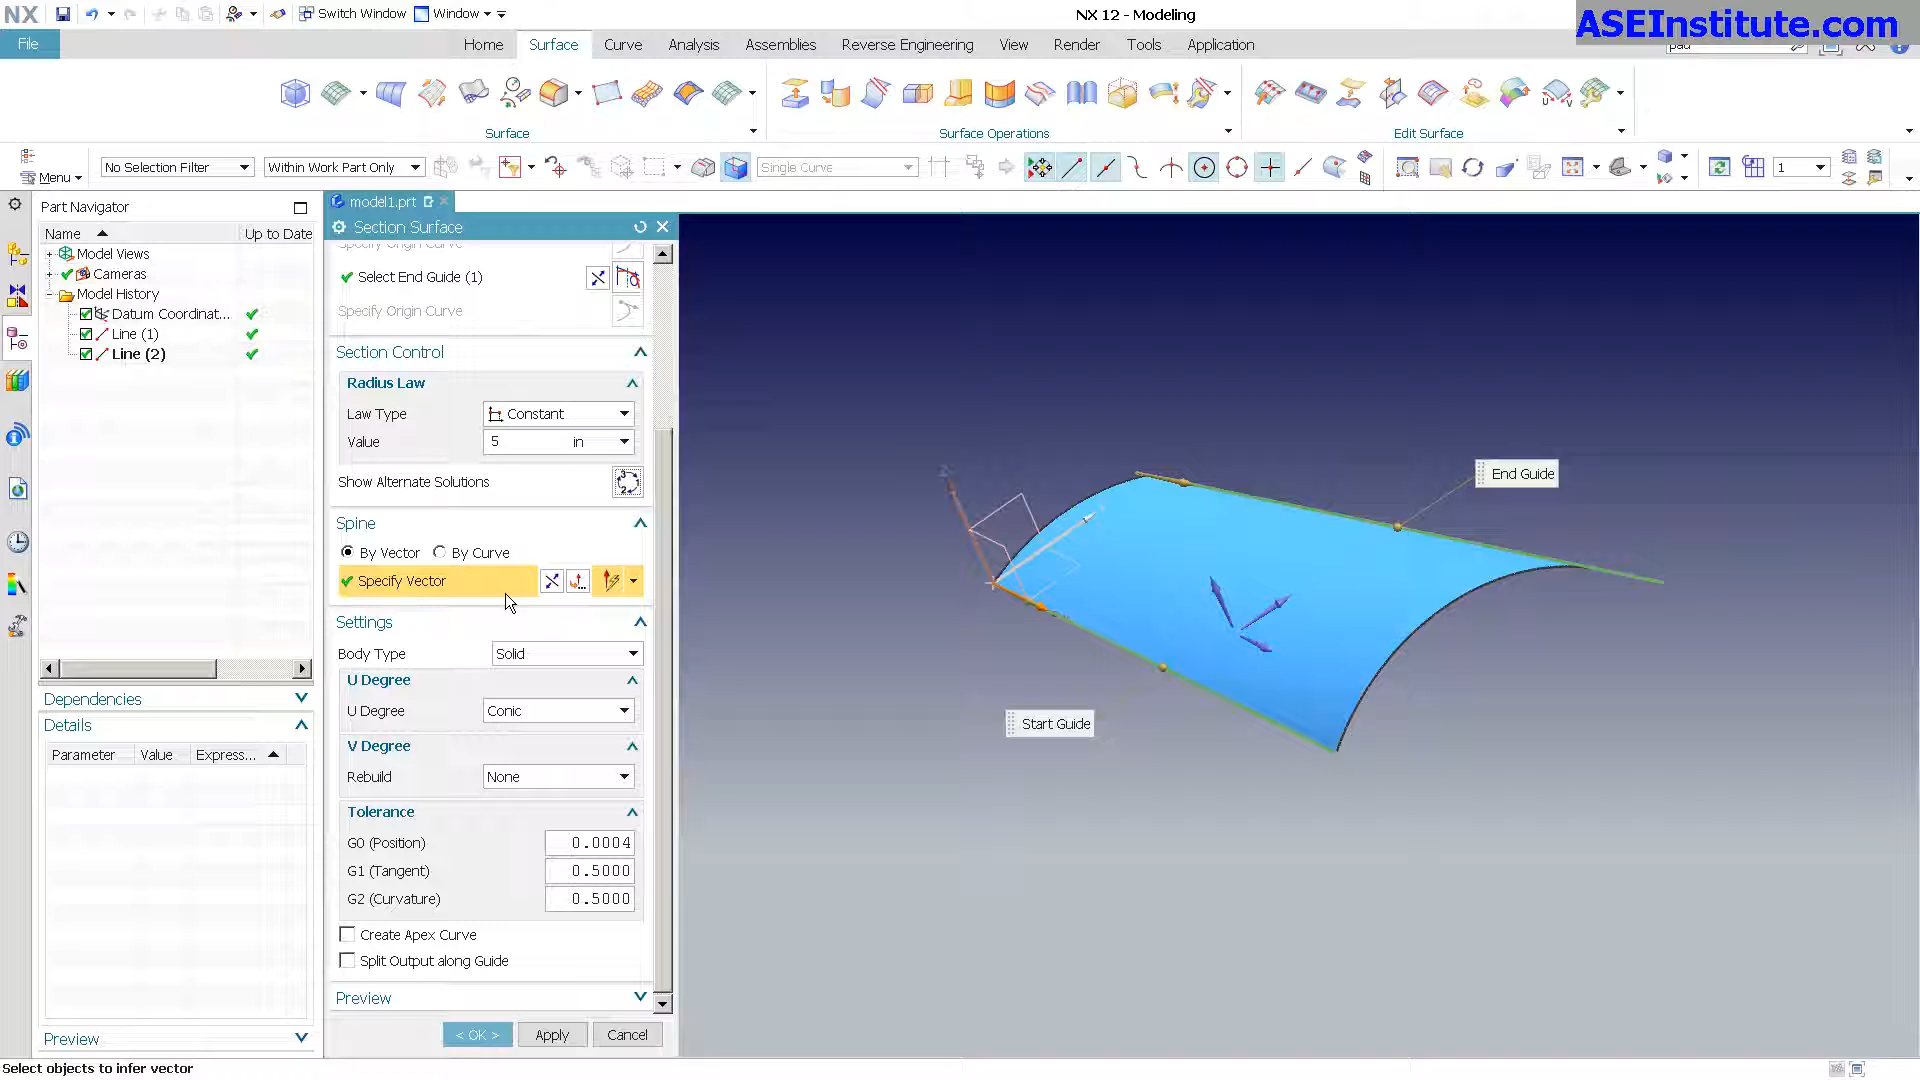 NX
Switch Window
Window
NX 12 - Modeling
ASEInstitute.com
File
Home
Surface
Curve
Analysis
Assemblies
Reverse Engineering
View
Render
Tools
Application
Surface
Surface Operations
Edit Surface
Menu
No Selection Filter
Within Work Part Only
Single Curve
1
Part Navigator
Name
Up to Date
Model Views
Cameras
Model History
Datum Coordinat...
Line (1)
Line (2)
Dependencies
Details
Parameter
Value
Express...
Preview
model1.prt
Section Surface
Specify Origin Curve
Select End Guide (1)
Specify Origin Curve
Section Control
Radius Law
Law Type
Constant
Value
5
in
Show Alternate Solutions
Spine
By Vector
By Curve
Specify Vector
Settings
Body Type
Solid
U Degree
U Degree
Conic
V Degree
Rebuild
None
Tolerance
G0 (Position)
0.0004
G1 (Tangent)
0.5000
G2 (Curvature)
0.5000
Create Apex Curve
Split Output along Guide
Preview
< OK >
Apply
Cancel
End Guide
Start Guide
Select objects to infer vector